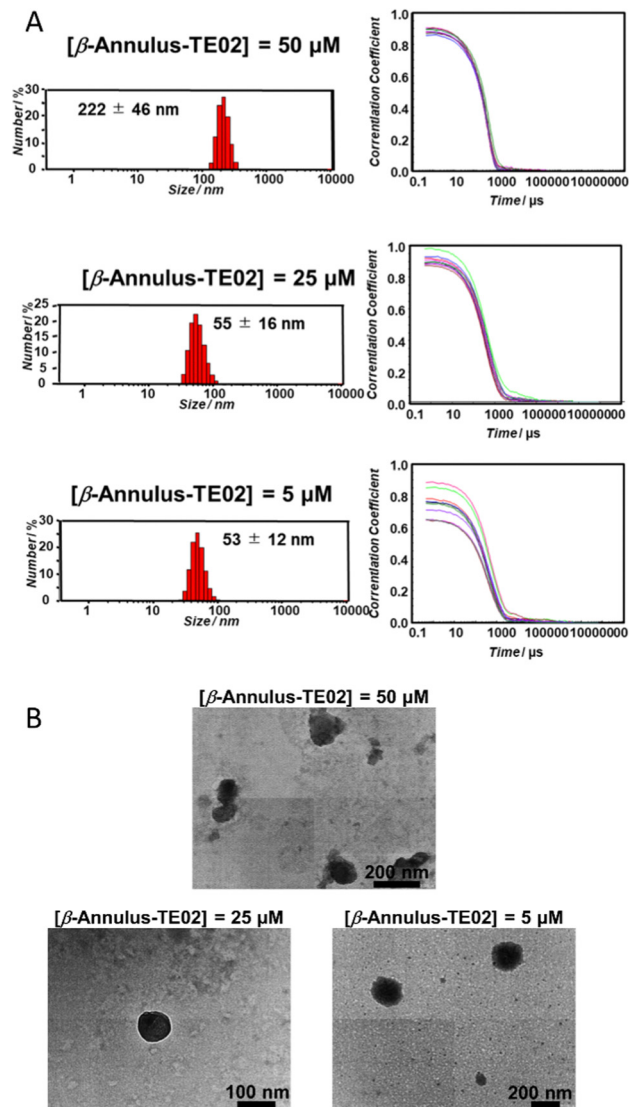 A
[β-Annulus-TE02] = 50 μM
Number / %
30
20
10
0
222 ± 46 nm
1
10
100
1000
10000
Size / nm
Correntiation Coefficient
1.0
0.8
0.6
0.4
0.2
0.0
0.1
10
1000
100000
10000000
Time / μs
[β-Annulus-TE02] = 25 μM
Number / %
25
20
15
10
5
0
55 ± 16 nm
1
10
100
1000
10000
Size / nm
Correntiation Coefficient
1.0
0.8
0.6
0.4
0.2
0.0
0.1
10
1000
100000
10000000
Time / μs
[β-Annulus-TE02] = 5 μM
Number / %
30
20
10
0
53 ± 12 nm
1
10
100
1000
10000
Size / nm
Correntiation Coefficient
1.0
0.8
0.6
0.4
0.2
0.0
0.1
10
1000
100000
10000000
Time / μs
B
[β-Annulus-TE02] = 50 μM
200 nm
[β-Annulus-TE02] = 25 μM
100 nm
[β-Annulus-TE02] = 5 μM
200 nm